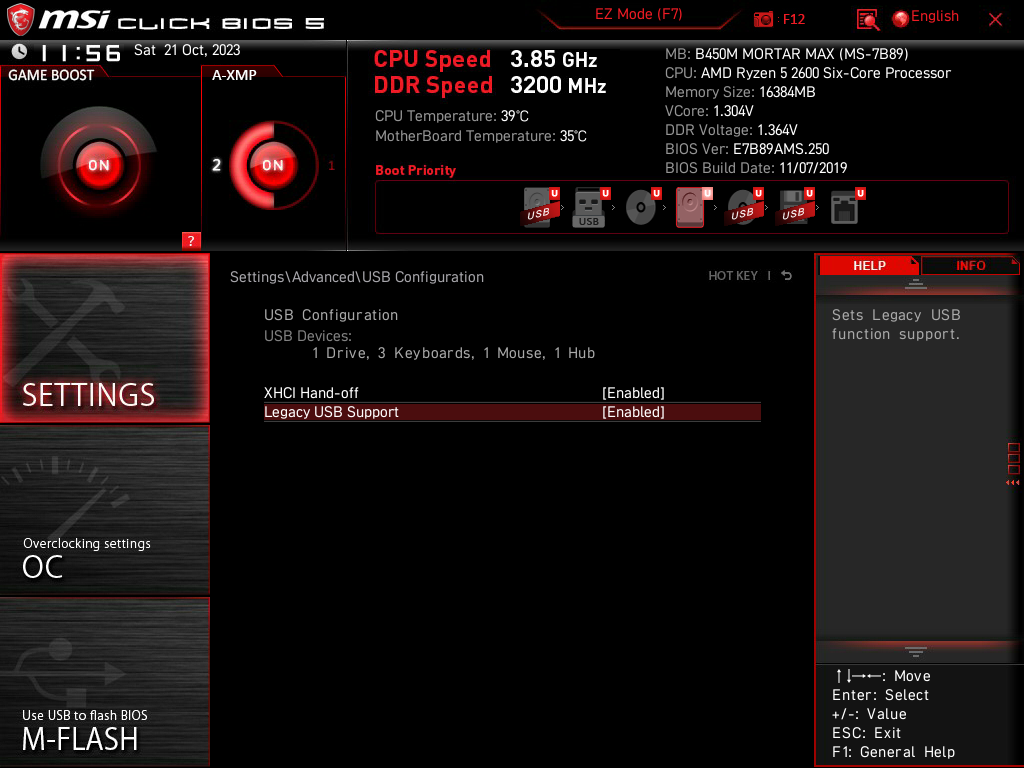 msi CLICK BIOS 5
EZ Mode (F7)
: F12
English
11:56 Sat 21 Oct, 2023
GAME BOOST
ON
?
A-XMP
2
ON
1
CPU Speed 3.85 GHz
DDR Speed 3200 MHz
CPU Temperature: 39°C
MotherBoard Temperature: 35°C
MB: B450M MORTAR MAX (MS-7B89)
CPU: AMD Ryzen 5 2600 Six-Core Processor
Memory Size: 16384MB
VCore: 1.304V
DDR Voltage: 1.364V
BIOS Ver: E7B89AMS.250
BIOS Build Date: 11/07/2019
Boot Priority
U U U U U U U
USB USB USB USB
SETTINGS
Overclocking settings
OC
Use USB to flash BIOS
M-FLASH
Settings\Advanced\USB Configuration
HOT KEY |
USB Configuration
USB Devices:
1 Drive, 3 Keyboards, 1 Mouse, 1 Hub
XHCI Hand-off [Enabled]
Legacy USB Support [Enabled]
HELP
INFO
Sets Legacy USB
function support.
↑↓→←: Move
Enter: Select
+/-: Value
ESC: Exit
F1: General Help